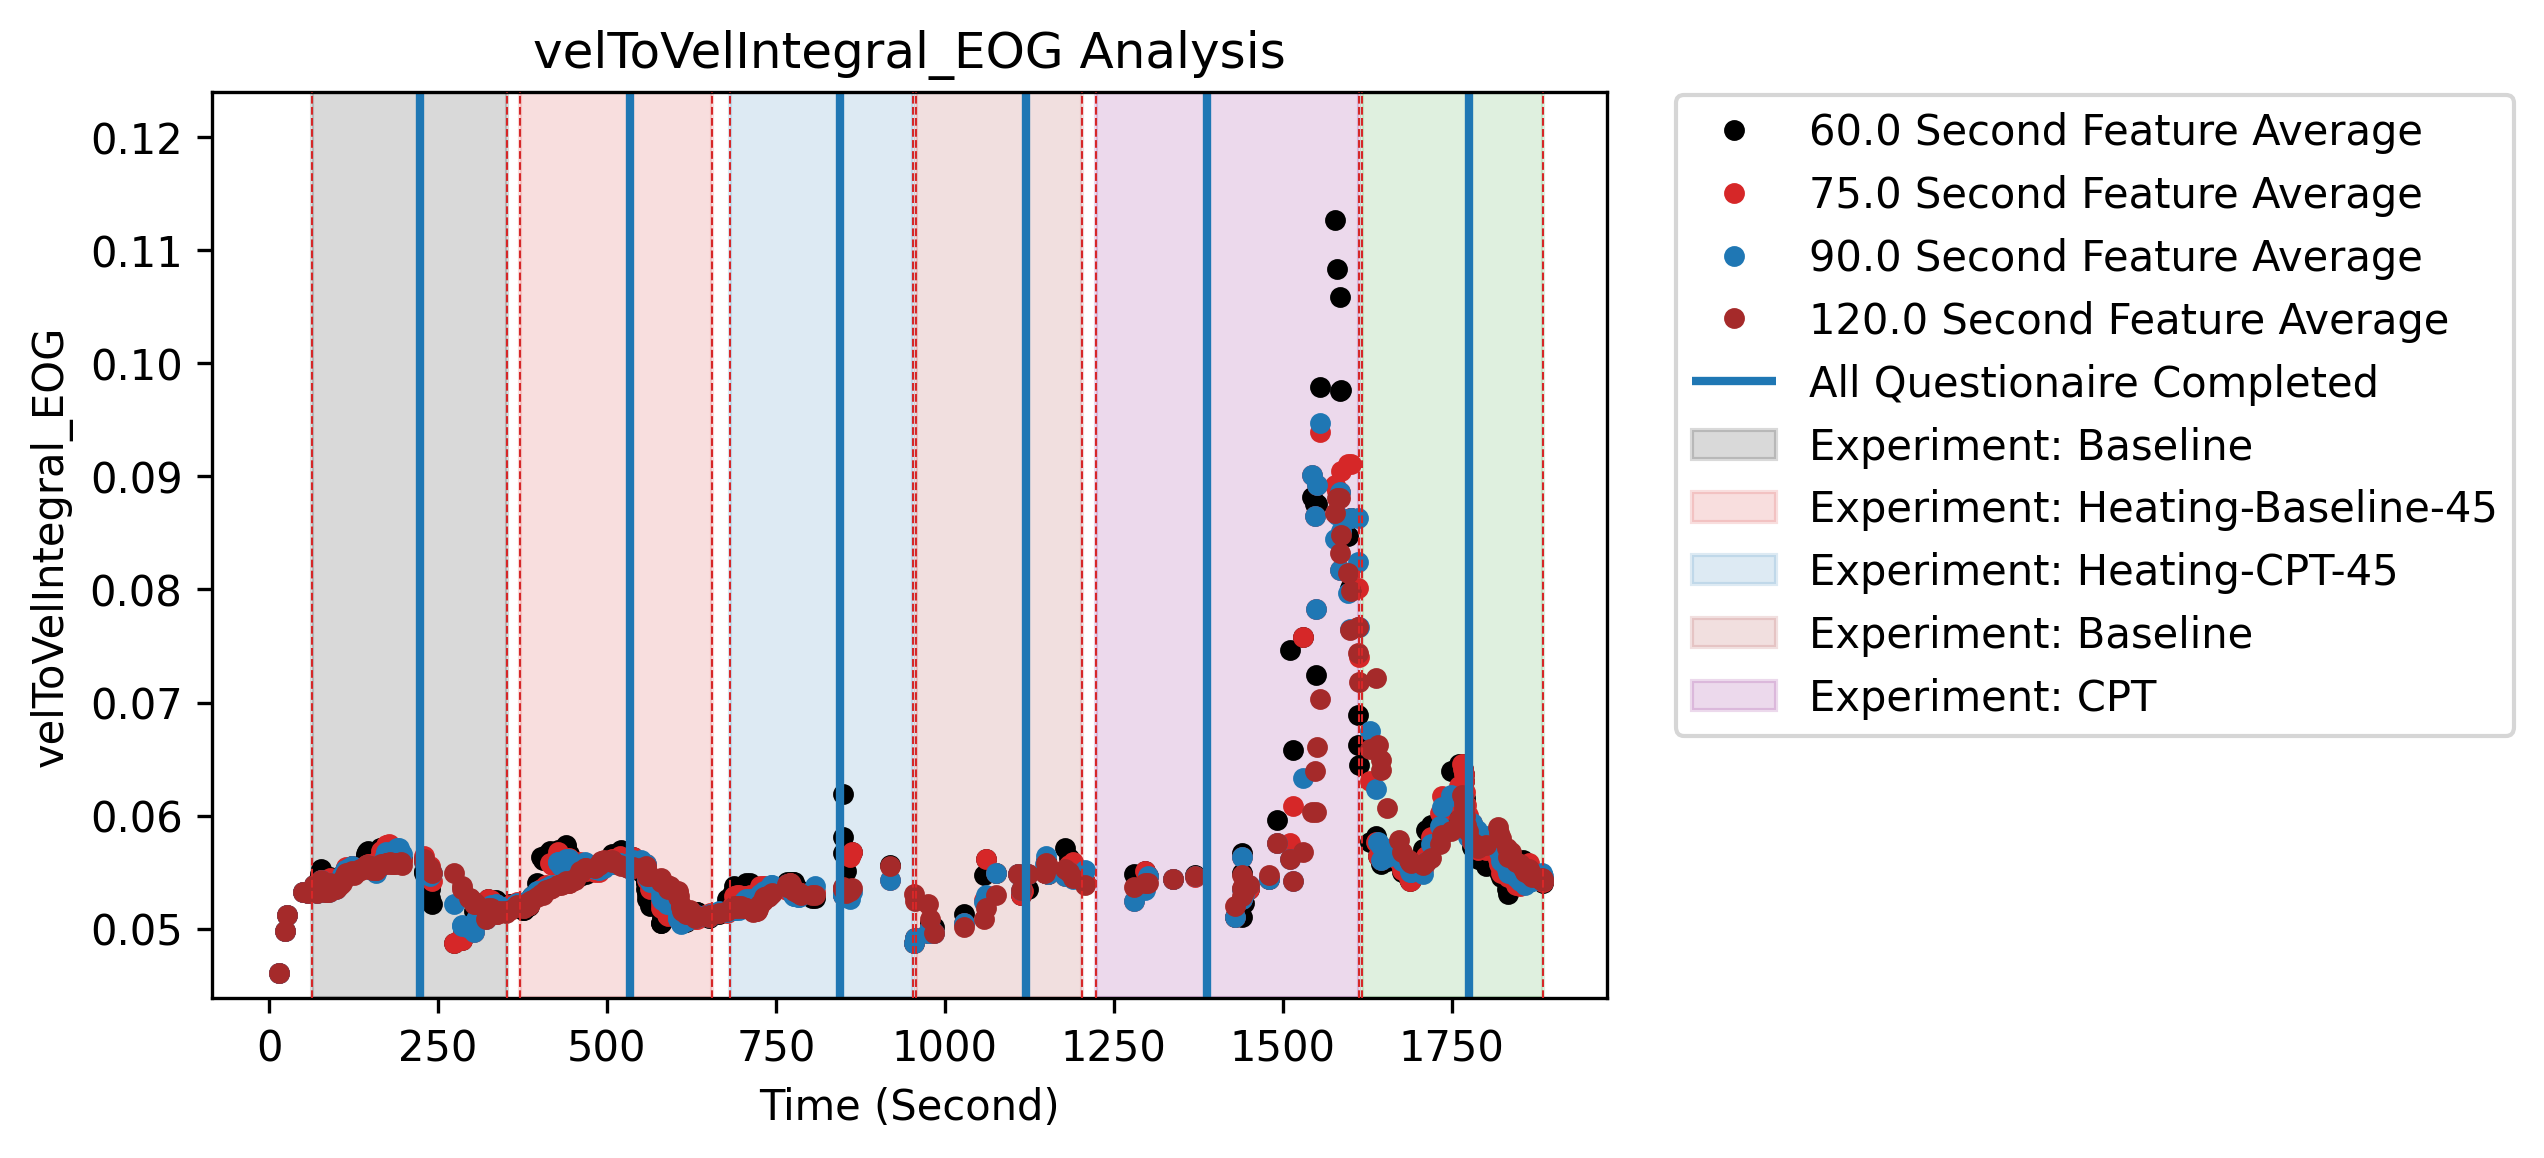 velToVelIntegral_EOG Analysis
0.12
0.11
0.10
0.09
0.08
0.07
0.06
0.05
velToVelIntegral_EOG
0 250 500 750 1000 1250 1500 1750
Time (Second)
60.0 Second Feature Average
75.0 Second Feature Average
90.0 Second Feature Average
120.0 Second Feature Average
All Questionaire Completed
Experiment: Baseline
Experiment: Heating-Baseline-45
Experiment: Heating-CPT-45
Experiment: Baseline
Experiment: CPT